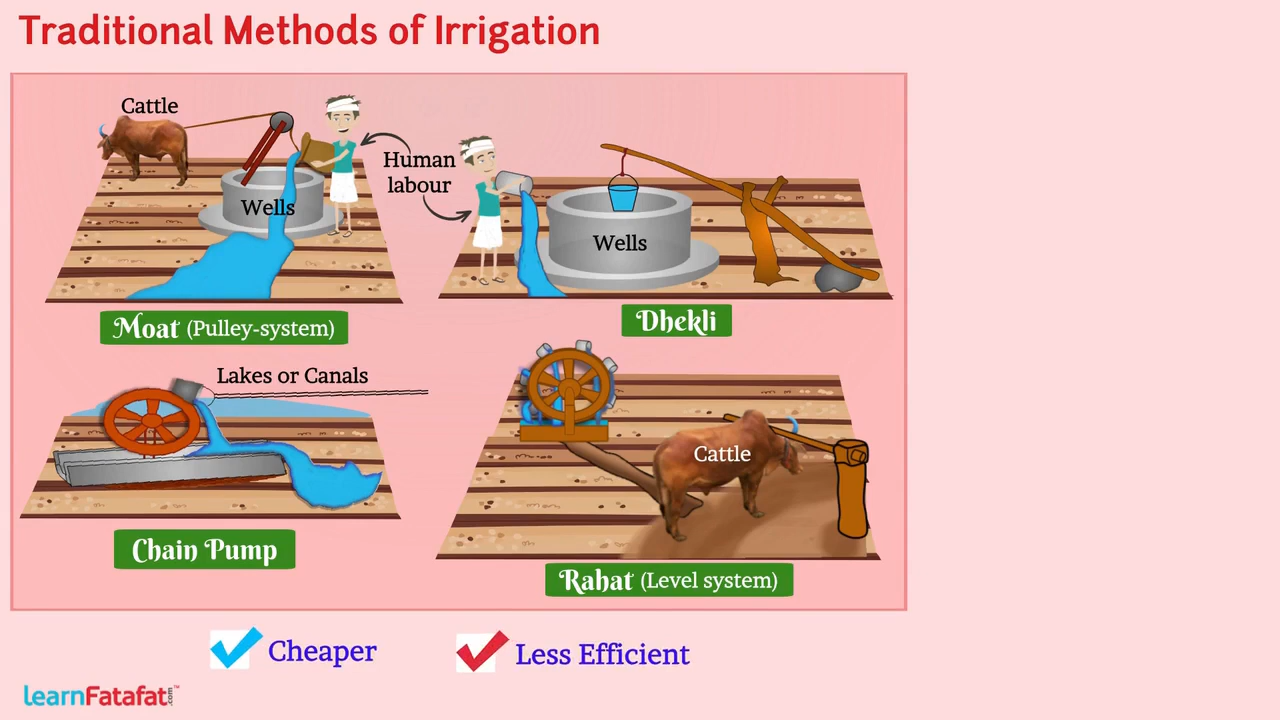 Traditional Methods of Irrigation
Cattle
Human
labour
Wells
Wells
Moat (Pulley-system)
Dhekli
Lakes or Canals
Cattle
Chain Pump
Rahat (Level system)
Cheaper
Less Efficient
learnFatafat.com™